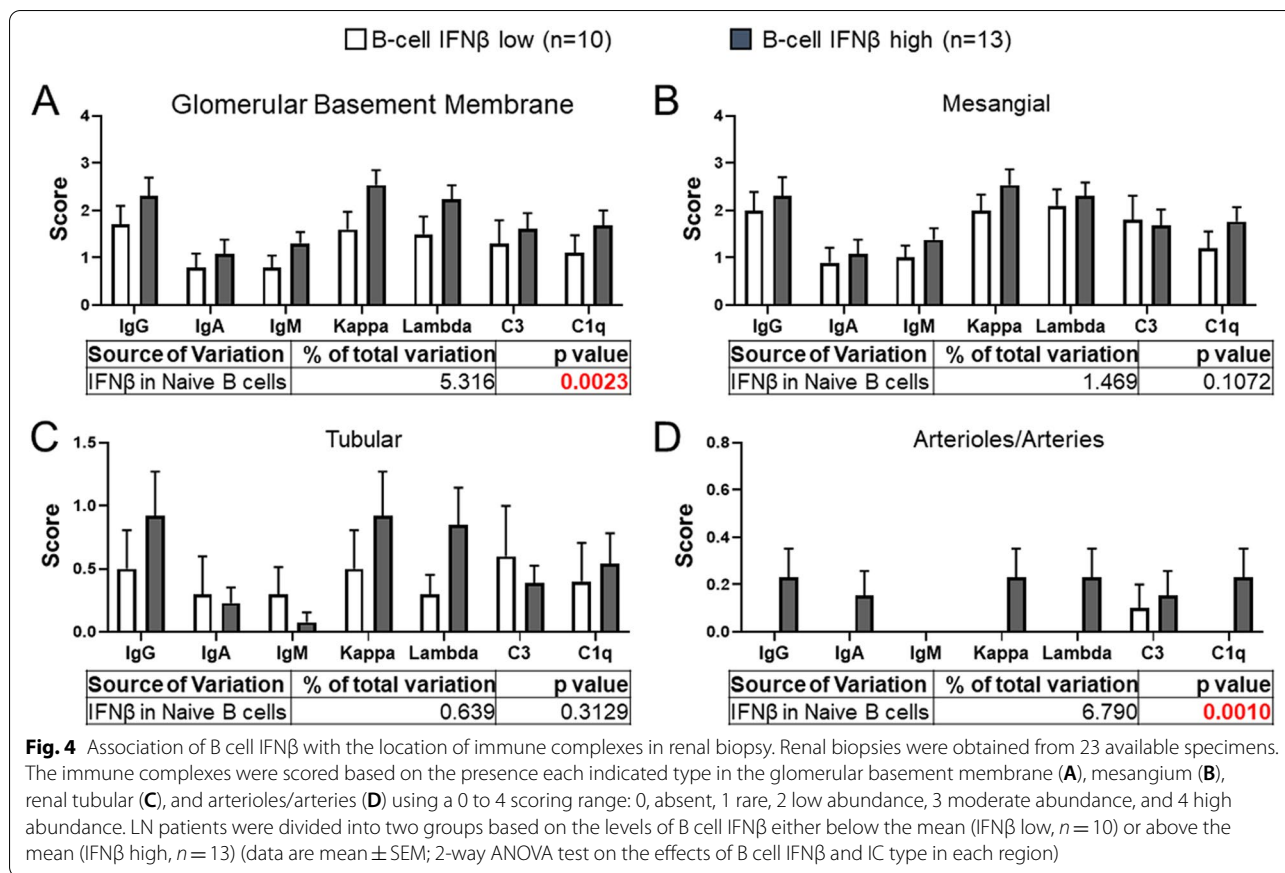 B-cell IFNβ low (n=10) B-cell IFNβ high (n=13)
A Glomerular Basement Membrane
Score
4
3
2
1
0
IgG IgA IgM Kappa Lambda C3 C1q
Source of Variation % of total variation p value
IFNβ in Naive B cells 5.316 0.0023
B Mesangial
Score
4
3
2
1
0
IgG IgA IgM Kappa Lambda C3 C1q
Source of Variation % of total variation p value
IFNβ in Naive B cells 1.469 0.1072
C Tubular
Score
1.5
1.0
0.5
0.0
IgG IgA IgM Kappa Lambda C3 C1q
Source of Variation % of total variation p value
IFNβ in Naive B cells 0.639 0.3129
D Arterioles/Arteries
Score
0.8
0.6
0.4
0.2
0.0
IgG IgA IgM Kappa Lambda C3 C1q
Source of Variation % of total variation p value
IFNβ in Naive B cells 6.790 0.0010
Fig. 4 Association of B cell IFNβ with the location of immune complexes in renal biopsy. Renal biopsies were obtained from 23 available specimens.
The immune complexes were scored based on the presence each indicated type in the glomerular basement membrane (A), mesangium (B),
renal tubular (C), and arterioles/arteries (D) using a 0 to 4 scoring range: 0, absent, 1 rare, 2 low abundance, 3 moderate abundance, and 4 high
abundance. LN patients were divided into two groups based on the levels of B cell IFNβ either below the mean (IFNβ low, n = 10) or above the
mean (IFNβ high, n = 13) (data are mean ± SEM; 2-way ANOVA test on the effects of B cell IFNβ and IC type in each region)